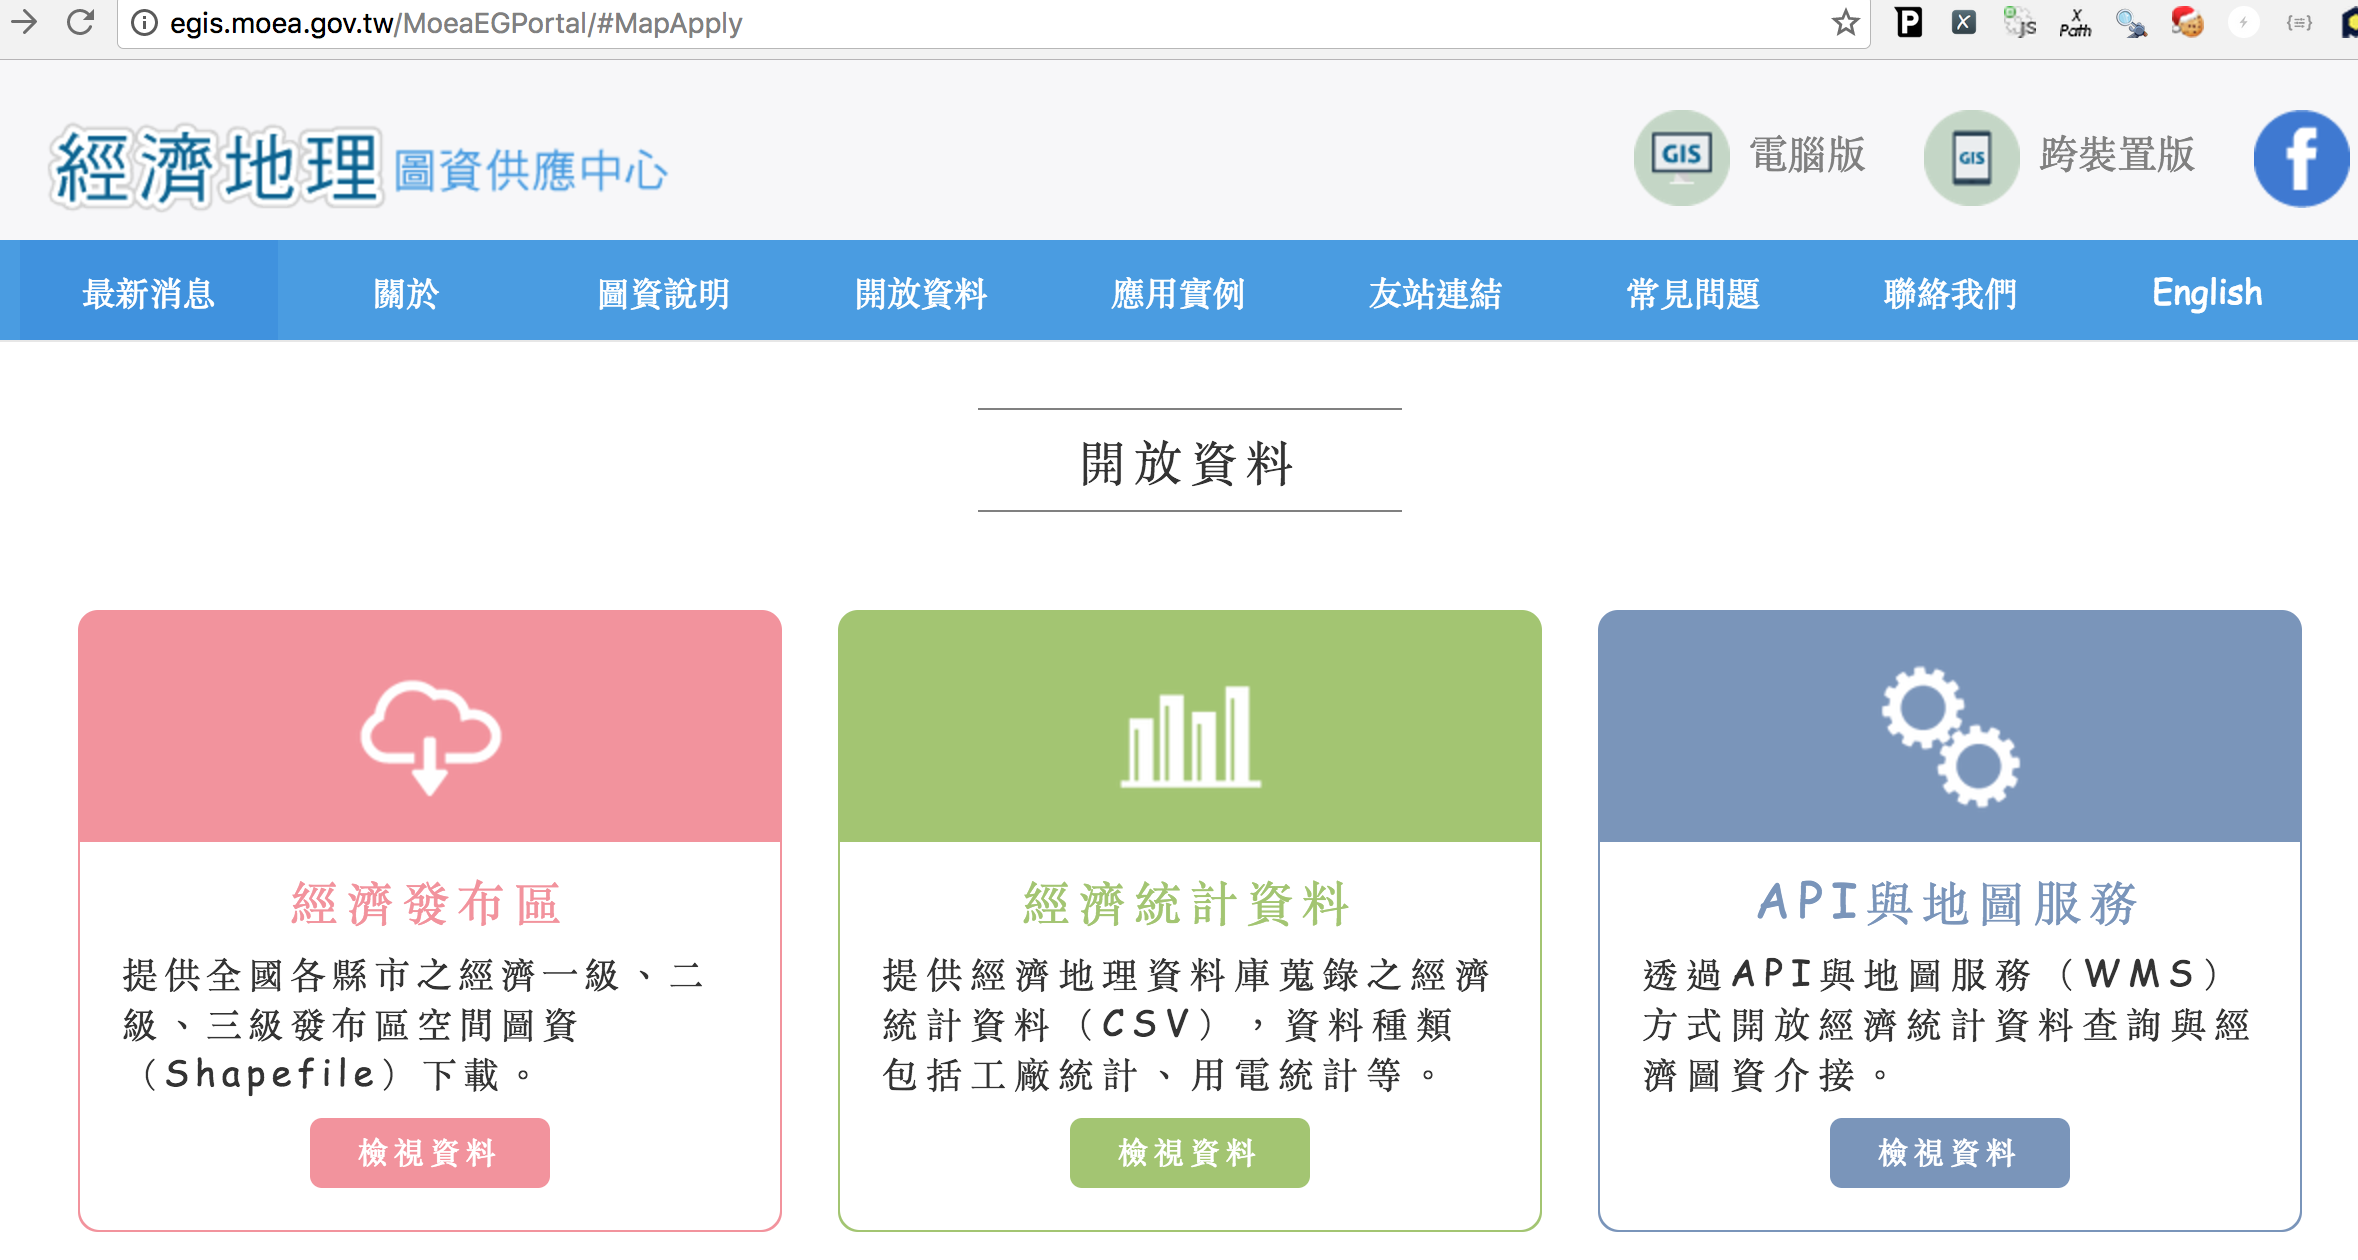 egis.moea.gov.tw/MoeaEGPortal/#MapApply
P X js X Path
經濟地理 圖資供應中心
GIS 電腦版 GIS 跨裝置版 f
最新消息 關於 圖資說明 開放資料 應用實例 友站連結 常見問題 聯絡我們 English
開放資料
經濟發布區
提供全國各縣市之經濟一級、二
級、三級發布區空間圖資
（Shapefile）下載。
檢視資料
經濟統計資料
提供經濟地理資料庫蒐錄之經濟
統計資料（CSV），資料種類
包括工廠統計、用電統計等。
檢視資料
API與地圖服務
透過API與地圖服務（WMS）
方式開放經濟統計資料查詢與經
濟圖資介接。
檢視資料